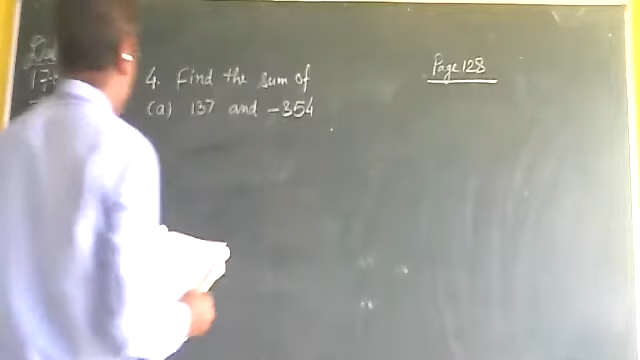 4. Find the sum of
(a) 137 and -354
Page 128